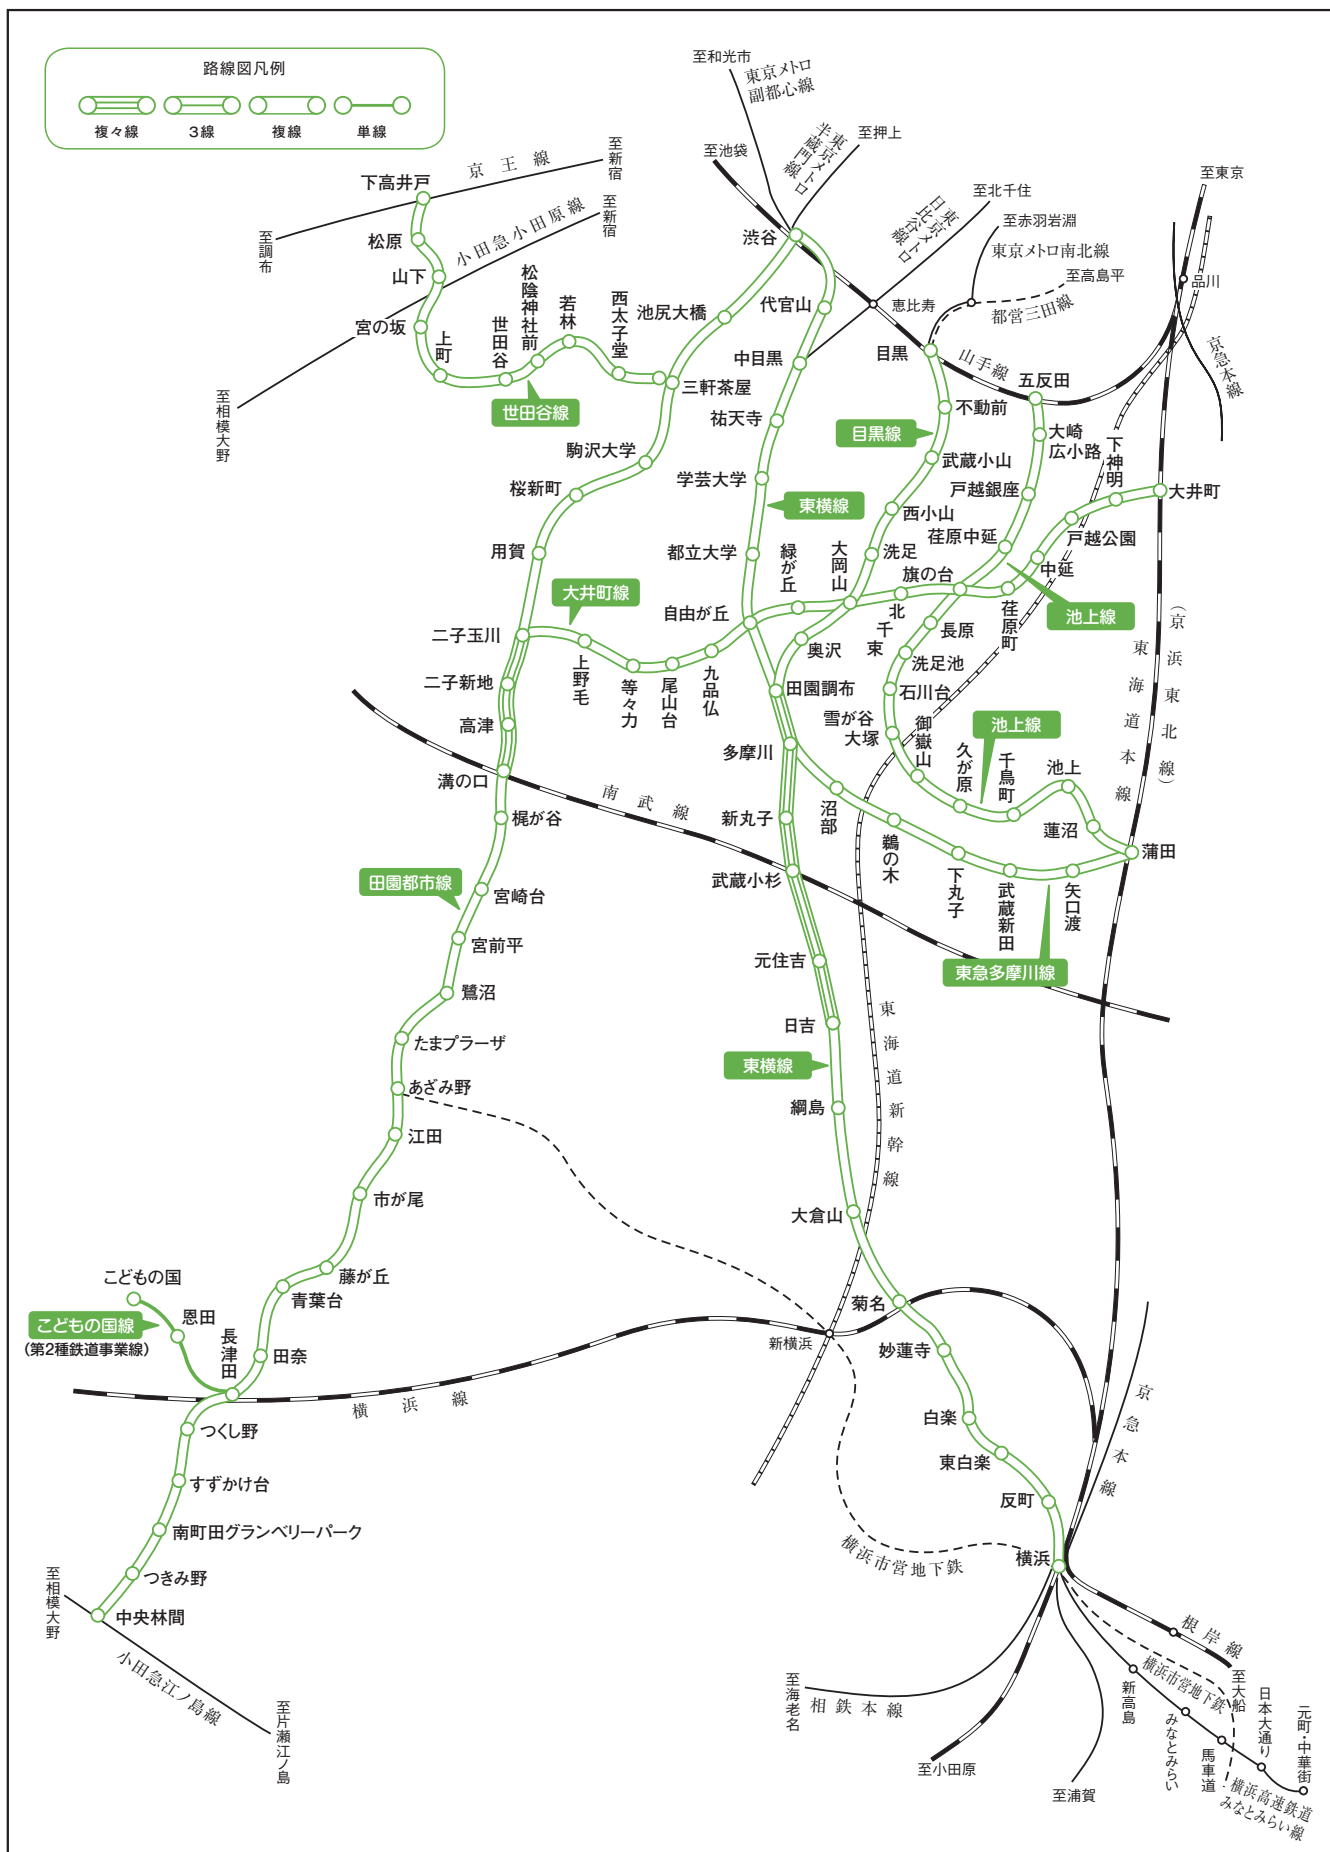 路線図凡例
複々線
3線
複線
単線
至和光市
東京メトロ
副都心線
東京メトロ
半蔵門線
至押上
至池袋
至東京
至新宿
京王線
下高井戸
至調布
至新宿
小田急小田原線
松原
山下
宮の坂
上町
世田谷
松陰神社前
若林
西太子堂
世田谷線
至相模大野
渋谷
池尻大橋
三軒茶屋
駒沢大学
桜新町
用賀
二子玉川
二子新地
高津
溝の口
梶が谷
宮崎台
宮前平
鷺沼
たまプラーザ
あざみ野
江田
市が尾
藤が丘
青葉台
田奈
長津田
つくし野
すずかけ台
南町田グランベリーパーク
つきみ野
中央林間
田園都市線
こどもの国
恩田
こどもの国線
(第2種鉄道事業線)
至相模大野
小田急江ノ島線
至片瀬江ノ島
代官山
中目黒
祐天寺
学芸大学
都立大学
自由が丘
田園調布
多摩川
新丸子
武蔵小杉
元住吉
日吉
綱島
大倉山
菊名
妙蓮寺
白楽
東白楽
反町
横浜
東横線
東横線
東京メトロ
日比谷線
至北千住
至赤羽岩淵
東京メトロ南北線
至高島平
都営三田線
恵比寿
目黒
山手線
不動前
武蔵小山
西小山
洗足
大岡山
奥沢
目黒線
品川
京急本線
五反田
大崎
広小路
戸越銀座
荏原中延
旗の台
長原
洗足池
石川台
雪が谷
大塚
御嶽山
久が原
千鳥町
池上
蓮沼
蒲田
池上線
池上線
大井町
下神明
戸越公園
中延
荏原町
北千束
緑が丘
九品仏
尾山台
等々力
上野毛
大井町線
沼部
鵜の木
下丸子
武蔵新田
矢口渡
東急多摩川線
南武線
東海道新幹線
東海道本線
(京浜東北線)
新横浜
横浜線
京急本線
横浜市営地下鉄
至海老名
相鉄本線
至小田原
至浦賀
根岸線
至大船
横浜市営地下鉄
新高島
みなとみらい
馬車道
日本大通り
元町・中華街
横浜高速鉄道
みなとみらい線